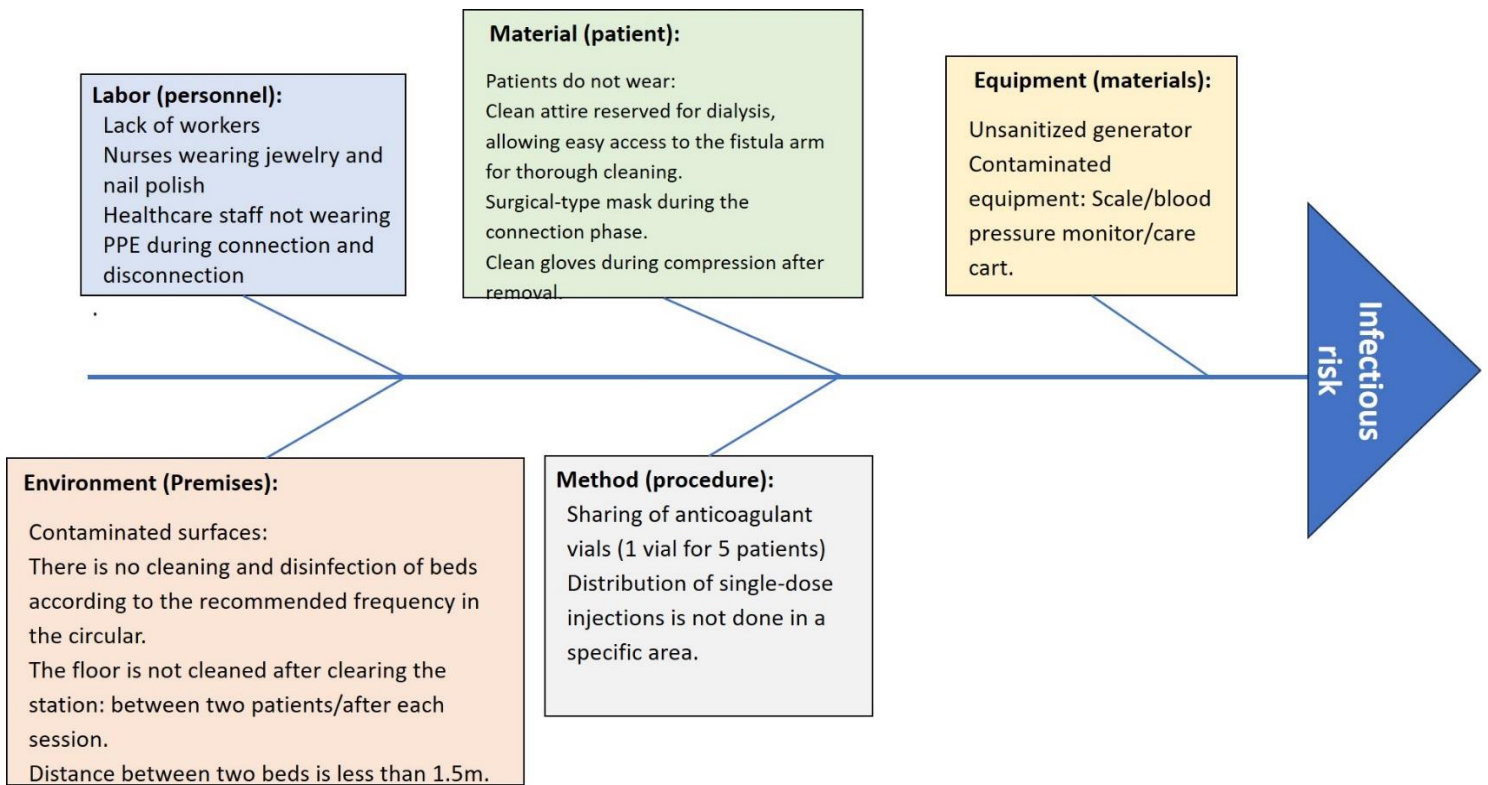 Labor (personnel):
Lack of workers
Nurses wearing jewelry and
nail polish
Healthcare staff not wearing
PPE during connection and
disconnection
.
Material (patient):
Patients do not wear:
Clean attire reserved for dialysis,
allowing easy access to the fistula arm
for thorough cleaning.
Surgical-type mask during the
connection phase.
Clean gloves during compression after
removal.
Equipment (materials):
Unsanitized generator
Contaminated
equipment: Scale/blood
pressure monitor/care
cart.
Infectious
risk
Environment (Premises):
Contaminated surfaces:
There is no cleaning and disinfection of beds
according to the recommended frequency in
the circular.
The floor is not cleaned after clearing the
station: between two patients/after each
session.
Distance between two beds is less than 1.5m.
Method (procedure):
Sharing of anticoagulant
vials (1 vial for 5 patients)
Distribution of single-dose
injections is not done in a
specific area.